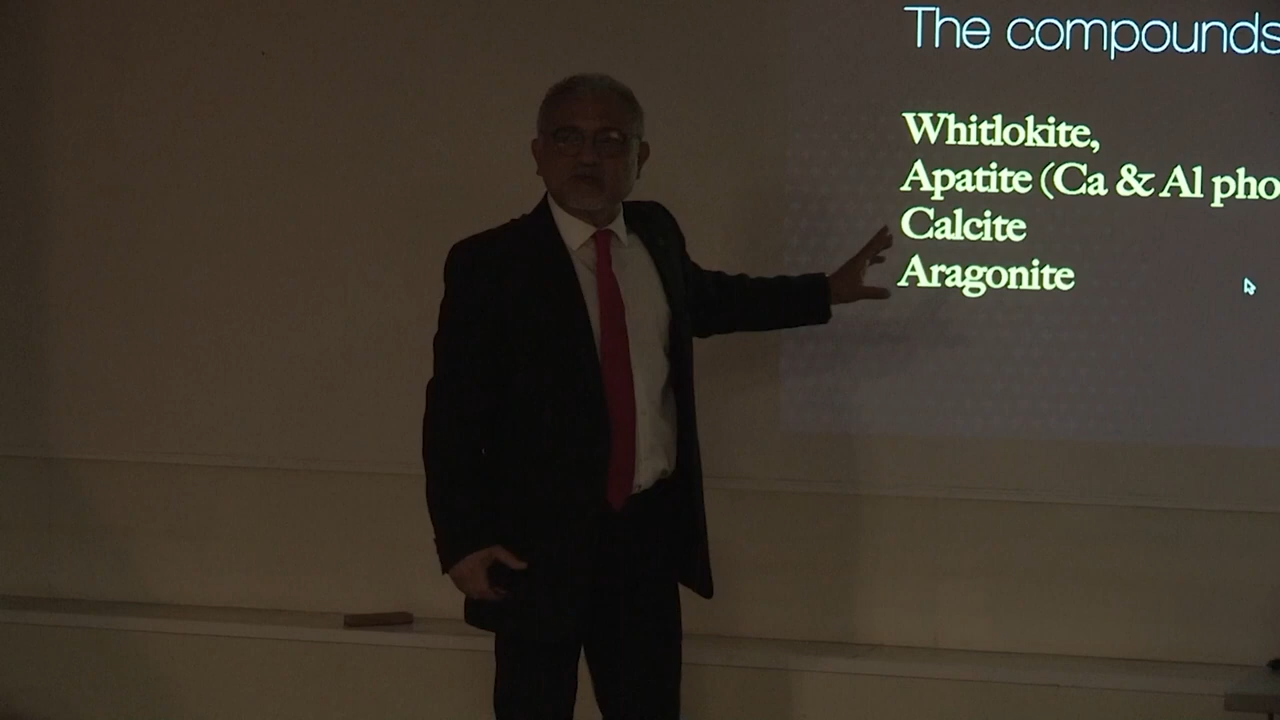 The compounds
Whitlokite,
Apatite (Ca & Al pho
Calcite
Aragonite